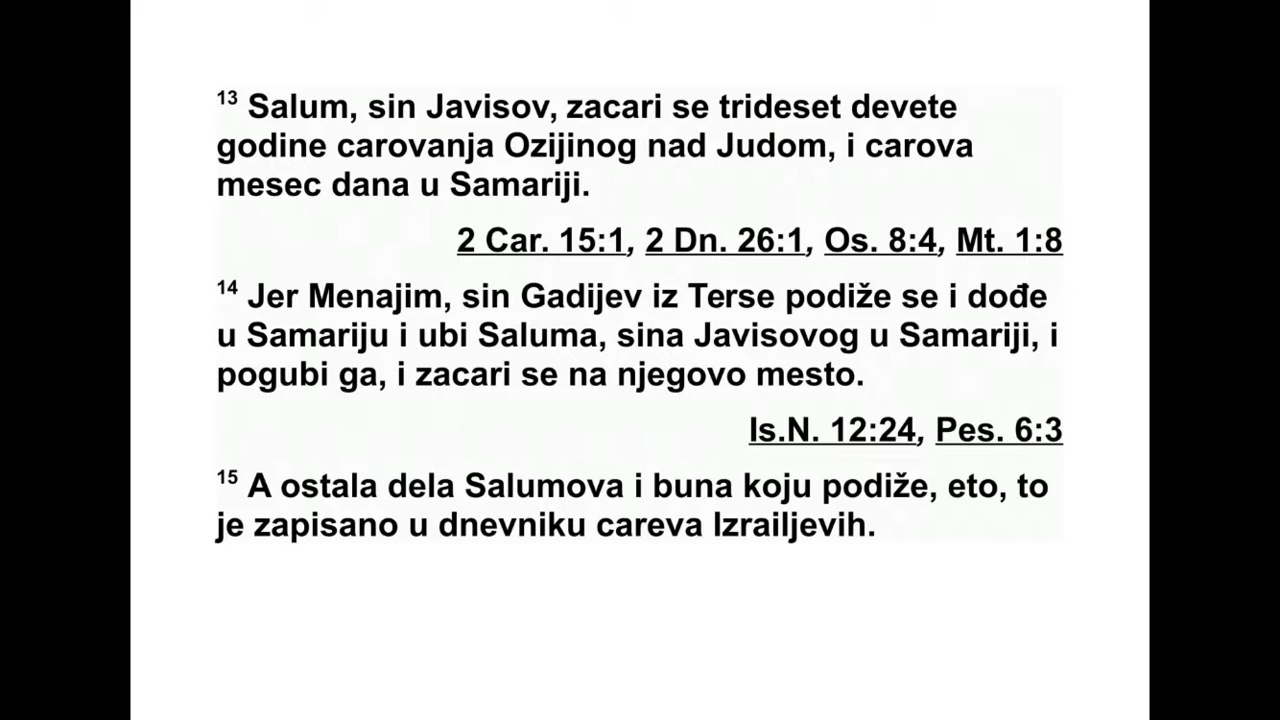 13 Salum, sin Javisov, zacari se trideset devete
godine carovanja Ozijinog nad Judom, i carova
mesec dana u Samariji.
2 Car. 15:1, 2 Dn. 26:1, Os. 8:4, Mt. 1:8
14 Jer Menajim, sin Gadijev iz Terse podiže se i dođe
u Samariju i ubi Saluma, sina Javisovog u Samariji, i
pogubi ga, i zacari se na njegovo mesto.
Is.N. 12:24, Pes. 6:3
15 A ostala dela Salumova i buna koju podiže, eto, to
je zapisano u dnevniku careva Izrailjevih.